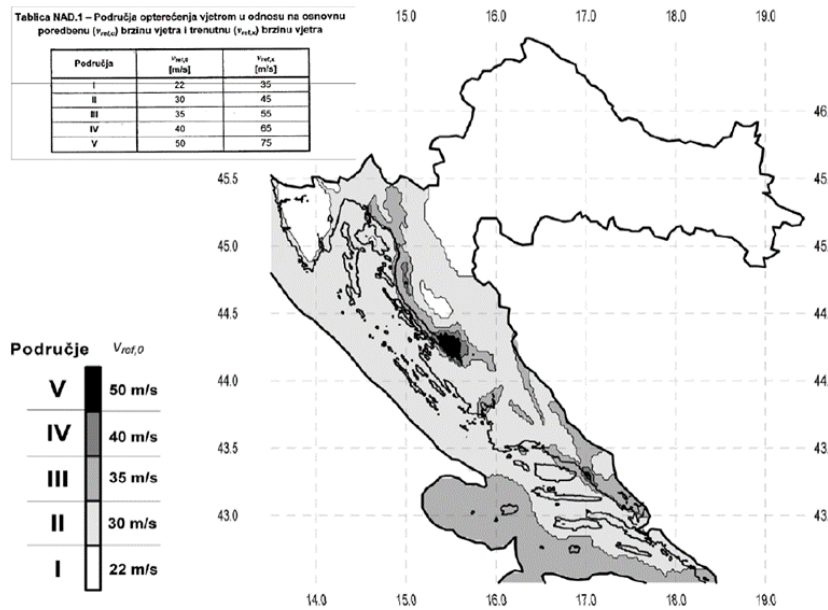 Tablica NAD.1 – Područja opterećenja vjetrom u odnosu na osnovnu
poredbenu (vref,0) brzinu vjetra i trenutnu (vref,x) brzinu vjetra
Područja vref,0 [m/s] vref,x [m/s]
I 22 35
II 30 45
III 35 55
IV 40 65
V 50 75
15.0 16.0 17.0 18.0 19.0
46.
45.5 45.
45.0 45.
44.5 44.
44.0 44.
43.5 43.
43.0 43.
14.0 15.0 16.0 17.0 18.0 19.0
Područje Vref,0
V 50 m/s
IV 40 m/s
III 35 m/s
II 30 m/s
I 22 m/s